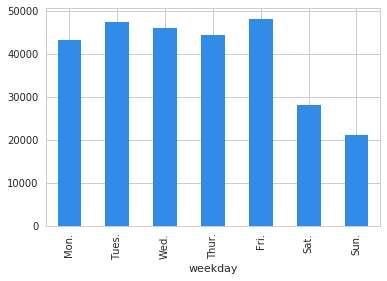 50000
40000
30000
20000
10000
0
Mon.
Tues.
Wed.
Thur.
Fri.
Sat.
Sun.
weekday